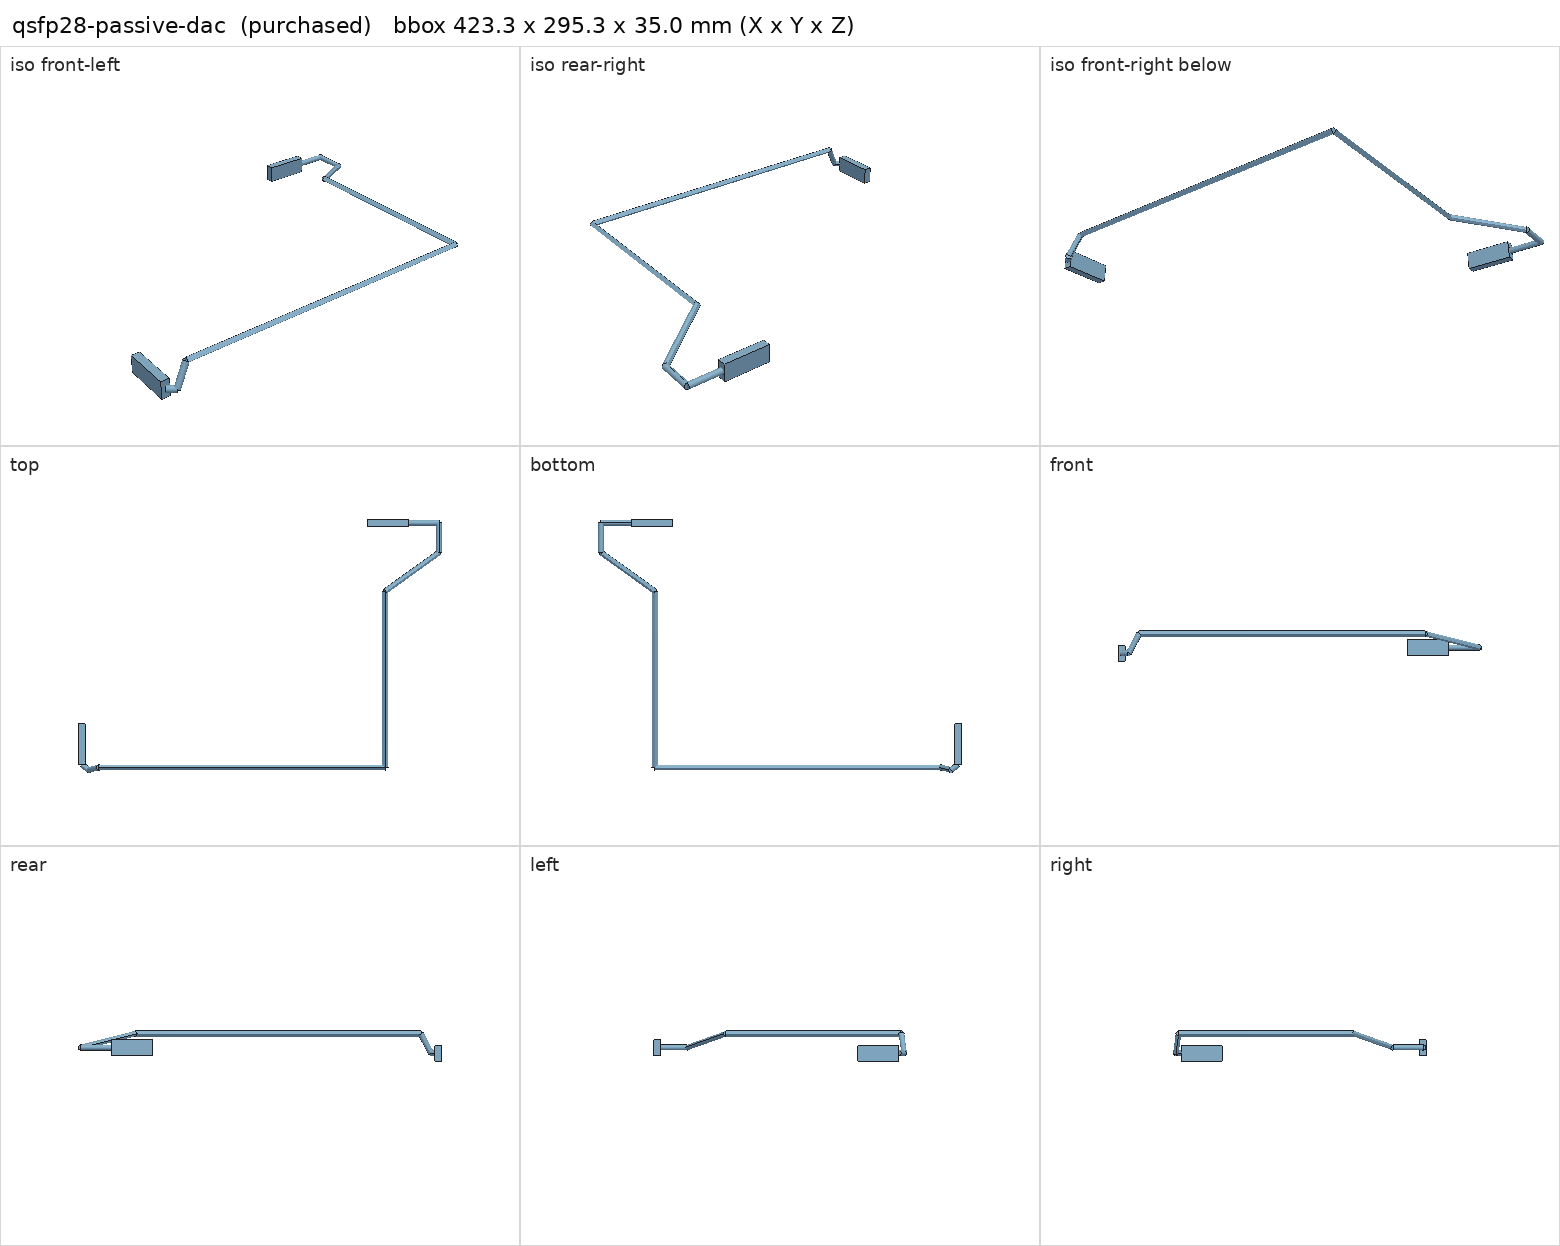 qsfp28-passive-dac  (purchased)   bbox 423.3 x 295.3 x 35.0 mm (X x Y x Z)
iso front-left
iso rear-right
iso front-right below
top
bottom
front
rear
left
right